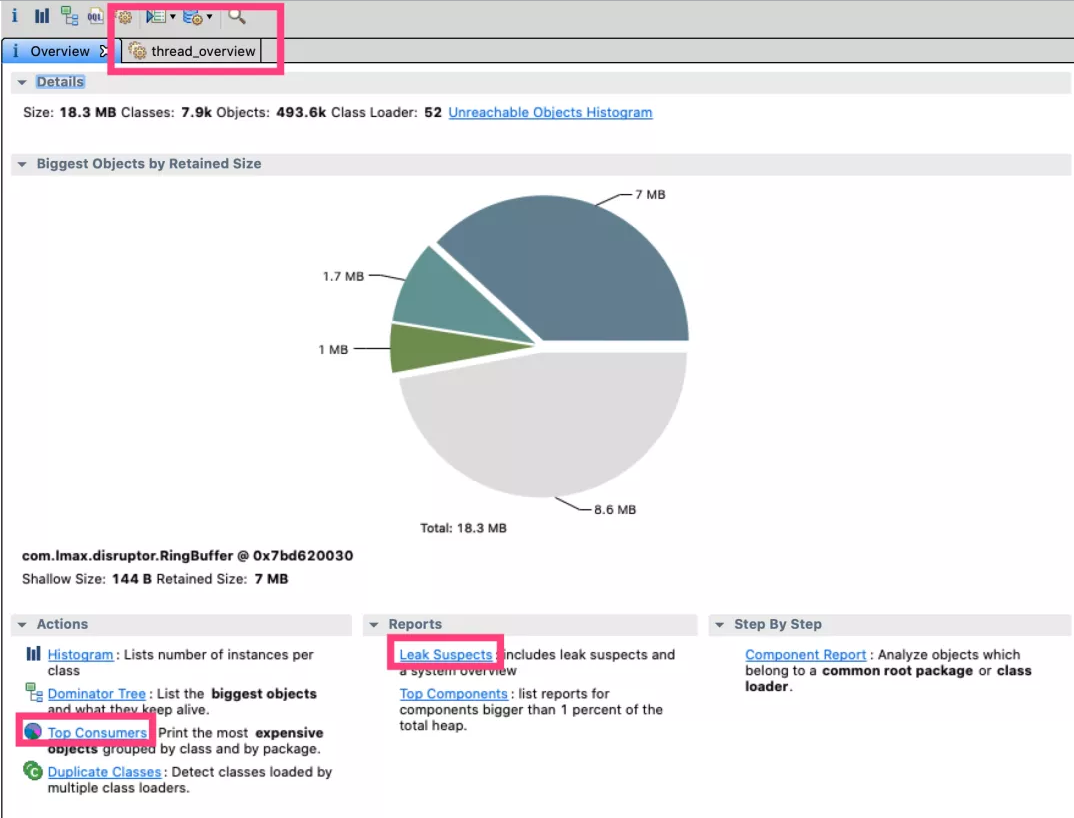 i OQL
i Overview thread_overview
Details
Size: 18.3 MB Classes: 7.9k Objects: 493.6k Class Loader: 52 Unreachable Objects Histogram
Biggest Objects by Retained Size
7 MB
1.7 MB
1 MB
8.6 MB
Total: 18.3 MB
com.lmax.disruptor.RingBuffer @ 0x7bd620030
Shallow Size: 144 B Retained Size: 7 MB
Actions
Histogram: Lists number of instances per
class
Dominator Tree: List the biggest objects
and what they keep alive.
Top Consumers Print the most expensive
objects grouped by class and by package.
C Duplicate Classes: Detect classes loaded by
multiple class loaders.
Reports
Leak Suspects: includes leak suspects and
a system overview
Top Components: list reports for
components bigger than 1 percent of the
total heap.
Step By Step
Component Report: Analyze objects which
belong to a common root package or class
loader.